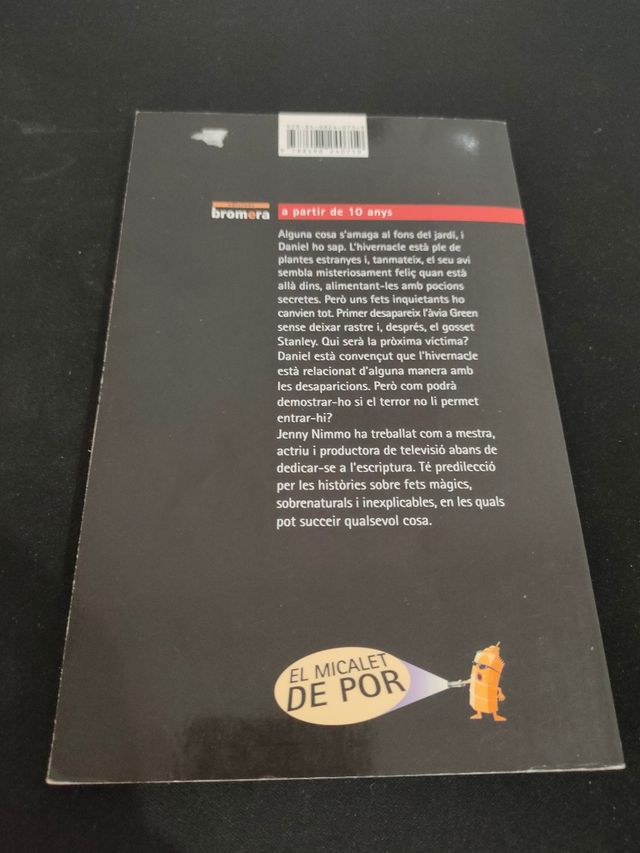 edicions
bromera
a partir de 10 anys
Alguna cosa s'amaga al fons del jardí, i
Daniel ho sap. L'hivernacle està ple de
plantes estranyes i, tanmateix, el seu avi
sembla misteriosament feliç quan està
allà dins, alimentant-les amb pocions
secretes. Però uns fets inquietants ho
canvien tot. Primer desapareix l'àvia Green
sense deixar rastre i, després, el gosset
Stanley. Qui serà la pròxima víctima?
Daniel està convençut que l'hivernacle
està relacionat d'alguna manera amb
les desaparicions. Però com podrà
demostrar-ho si el terror no li permet
entrar-hi?
Jenny Nimmo ha treballat com a mestra,
actriu i productora de televisió abans de
dedicar-se a l'escriptura. Té predilecció
per les històries sobre fets màgics,
sobrenaturals i inexplicables, en les quals
pot succeir qualsevol cosa.
EL MICALET
DE POR